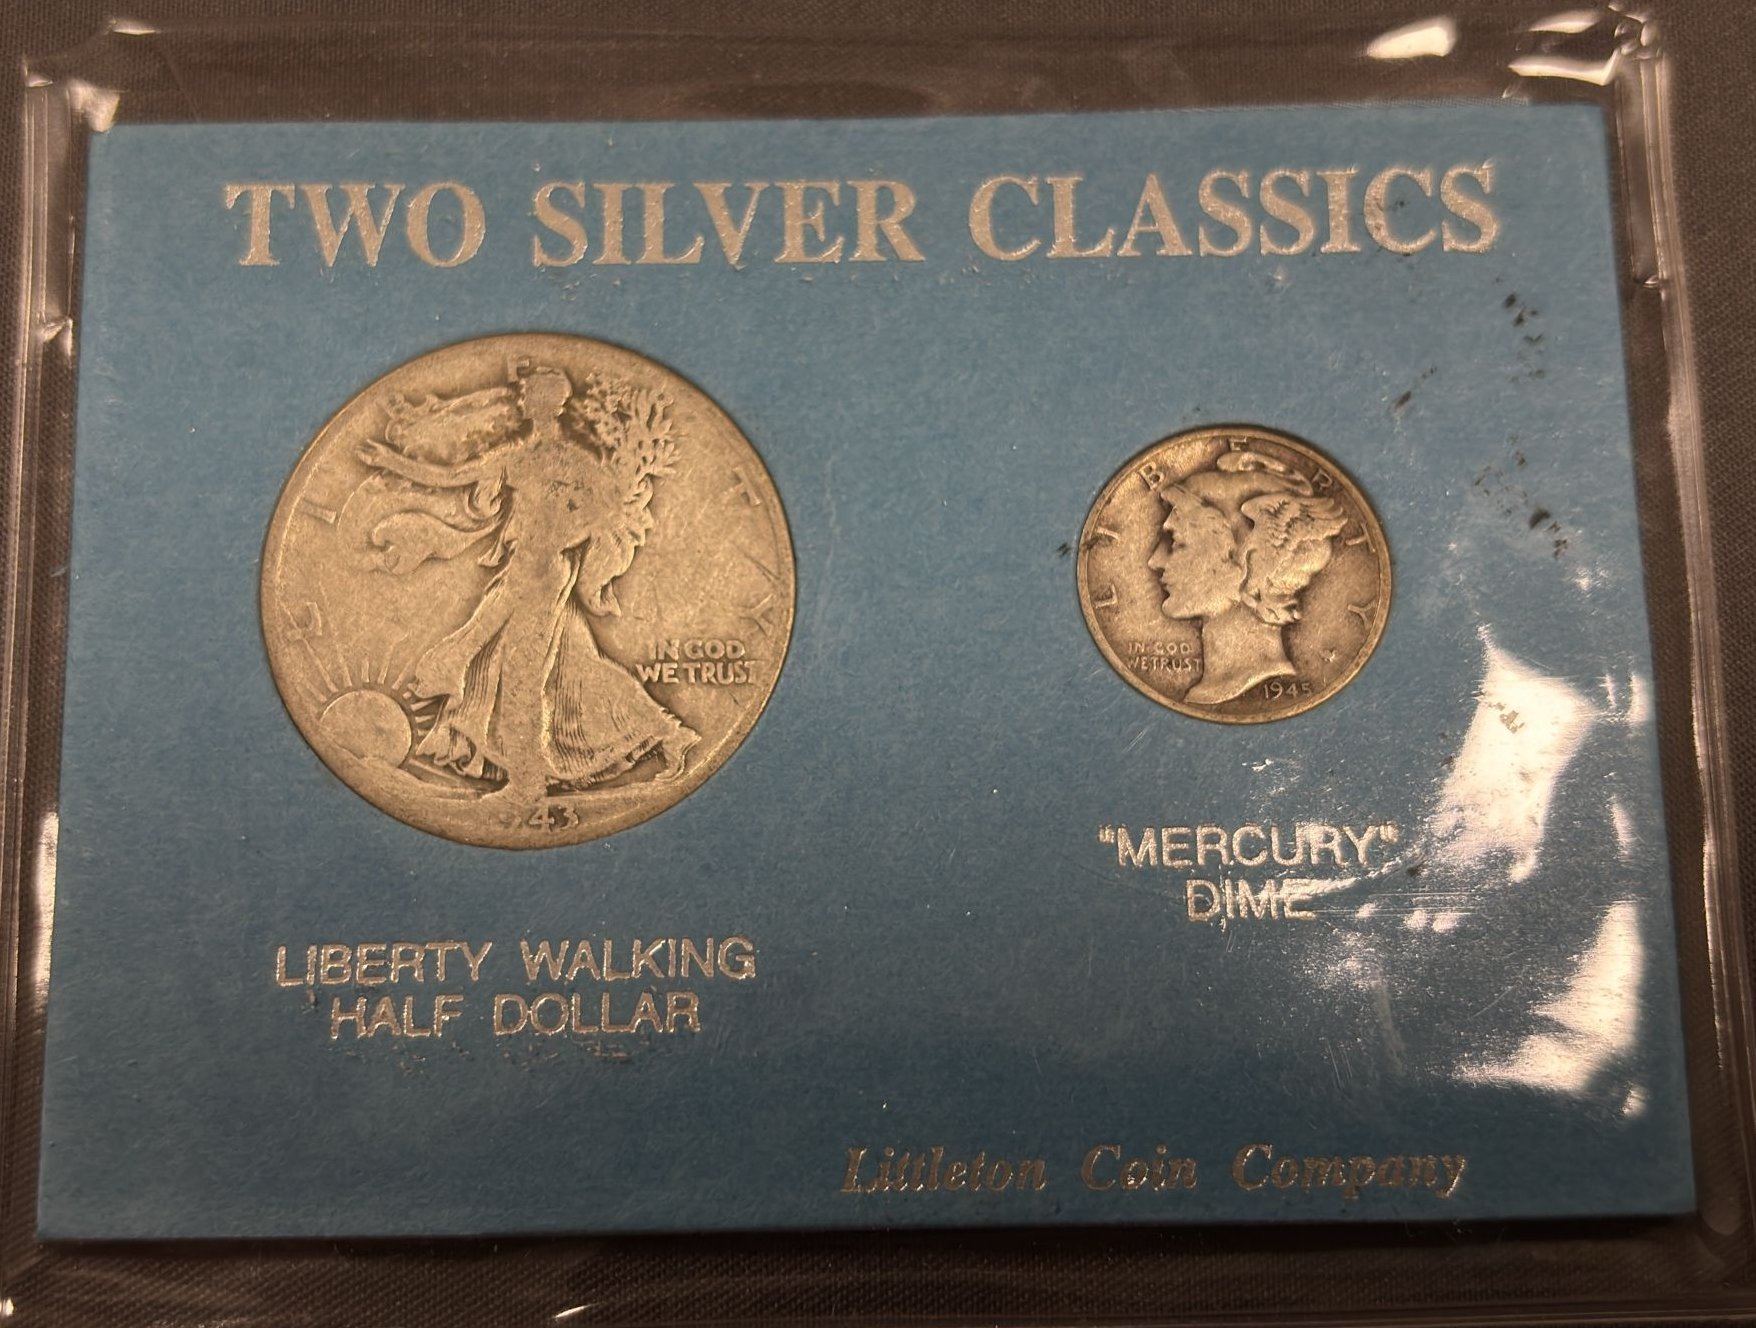 TWO SILVER CLASSICS
LIBERTY
IN GOD
WE TRUST
1943
LIBERTY
IN GOD
WE TRUST
1945
"MERCURY"
DIME
LIBERTY WALKING
HALF DOLLAR
Littleton Coin Company